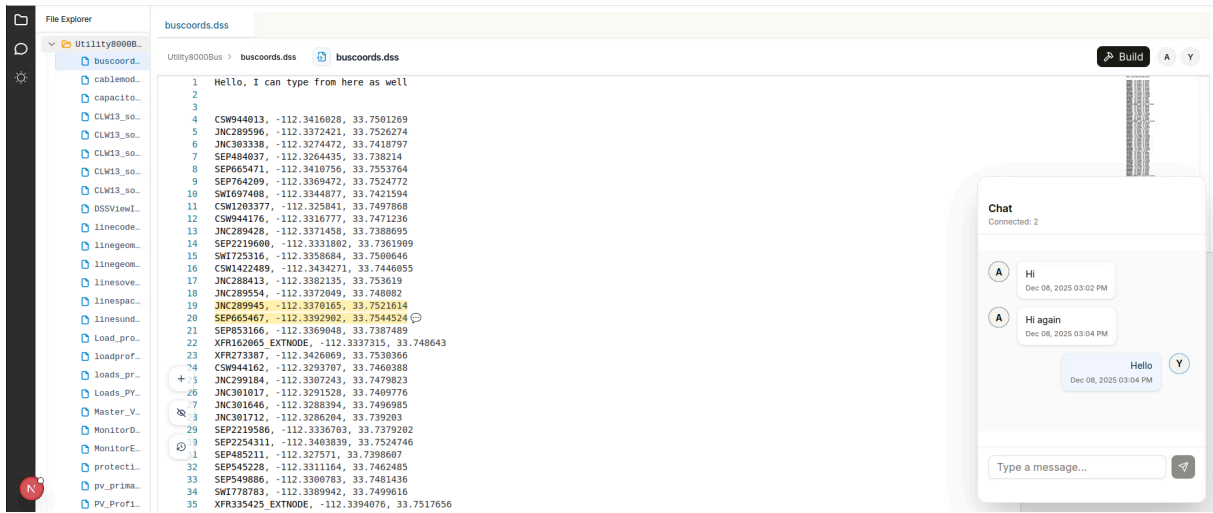 File Explorer
Utility8000B…
buscoord…
cablemod…
capacito…
CLW13_so…
CLW13_so…
CLW13_so…
CLW13_so…
CLW13_so…
DSSViewI…
linecode…
linegeom…
linegeom…
linesove…
linespac…
linesund…
Load_pro…
loadprof…
loads_pr…
Loads_PY…
Master_V…
MonitorD…
MonitorE…
protecti…
pv_prima…
PV_Profi…
N
buscoords.dss
Utility8000Bus > buscoords.dss buscoords.dss
Build A Y
1 Hello, I can type from here as well
2
3
4 CSW944013, -112.3416028, 33.7501269
5 JNC289596, -112.3372421, 33.7526274
6 JNC303338, -112.3274472, 33.7418797
7 SEP484037, -112.3264435, 33.738214
8 SEP665471, -112.3410756, 33.7553764
9 SEP764209, -112.3369472, 33.7524772
10 SWI697408, -112.3344877, 33.7421594
11 CSW1203377, -112.325841, 33.7497868
12 CSW944176, -112.3316777, 33.7471236
13 JNC289428, -112.3371458, 33.7388695
14 SEP2219600, -112.3331802, 33.7361909
15 SWI725316, -112.3358684, 33.7500646
16 CSW1422489, -112.3434271, 33.7446055
17 JNC288413, -112.3382135, 33.753619
18 JNC289554, -112.3372049, 33.748082
19 JNC289945, -112.3370165, 33.7521614
20 SEP665467, -112.3392902, 33.7544524
21 SEP853166, -112.3369048, 33.7387489
22 XFR162065_EXTNODE, -112.3337315, 33.748643
23 XFR273387, -112.3426069, 33.7530366
24 CSW944162, -112.3293707, 33.7460388
JNC299184, -112.3307243, 33.7479823
26 JNC301017, -112.3291528, 33.7409776
JNC301646, -112.3288394, 33.7496985
JNC301712, -112.3286204, 33.739203
29 SEP2219586, -112.3336703, 33.7379202
SEP2254311, -112.3403839, 33.7524746
SEP485211, -112.327571, 33.7398607
32 SEP545228, -112.3311164, 33.7462485
33 SEP549886, -112.3300783, 33.7481436
34 SWI778783, -112.3389942, 33.7499616
35 XFR335425_EXTNODE, -112.3394076, 33.7517656
Chat
Connected: 2
A
Hi
Dec 08, 2025 03:02 PM
A
Hi again
Dec 08, 2025 03:04 PM
Hello
Y
Dec 08, 2025 03:04 PM
Type a message...